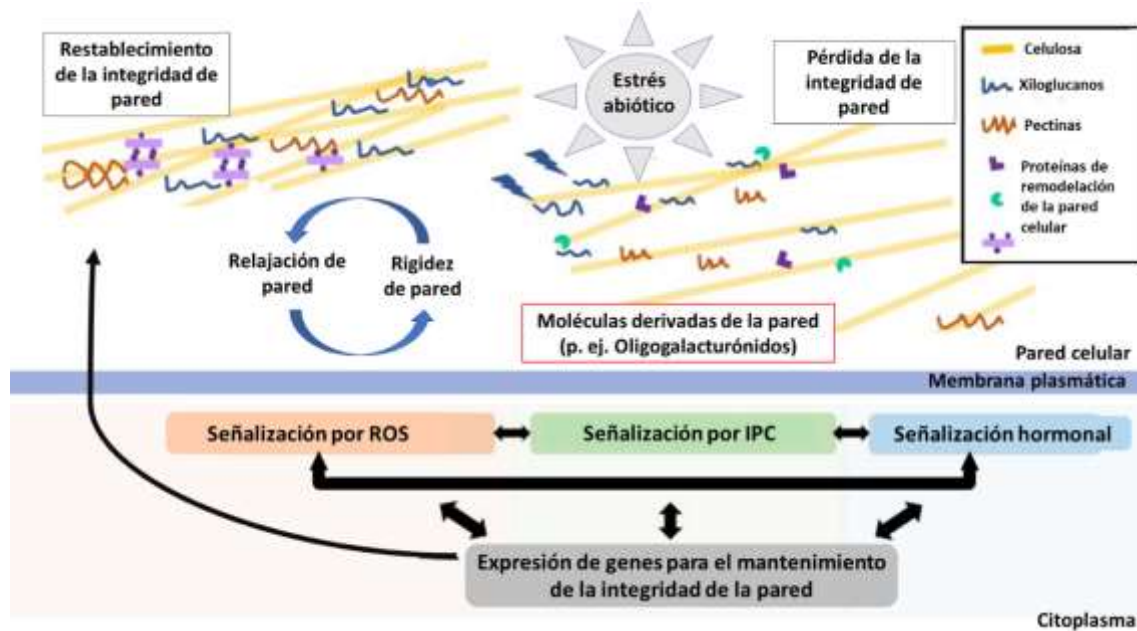 Restablecimiento
de la integridad de
pared
Estrés
abiótico
Pérdida de la
integridad de
pared
Celulosa
Xiloglucanos
Pectinas
Proteínas de
remodelación
de la pared
celular
Relajación de
pared
Rigidez
de pared
Moléculas derivadas de la pared
(p. ej. Oligogalacturónidos)
Pared celular
Membrana plasmática
Señalización por ROS
Señalización por IPC
Señalización hormonal
Expresión de genes para el mantenimiento
de la integridad de la pared
Citoplasma